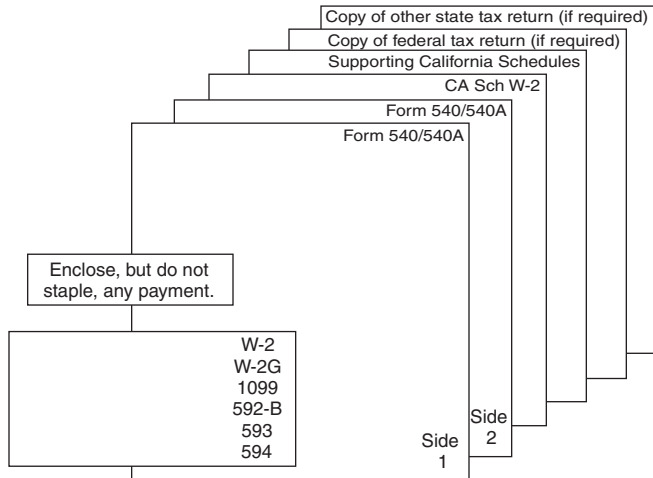 Copy of other state tax return (if required)
Copy of federal tax return (if required)
Supporting California Schedules
CA Sch W-2
Form 540/540A
Form 540/540A
Enclose, but do not
staple, any payment.
W-2
W-2G
1099
592-B
593
594
Side
2
Side
1